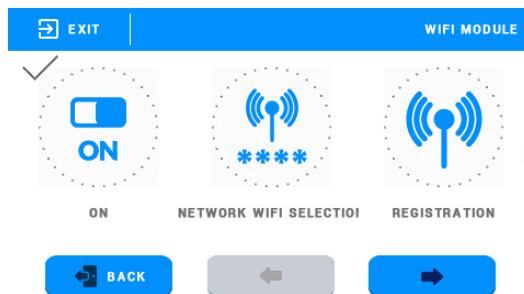 EXIT
WIFI MODULE
ON
****
ON
NETWORK WIFI SELECTIO
REGISTRATION
BACK